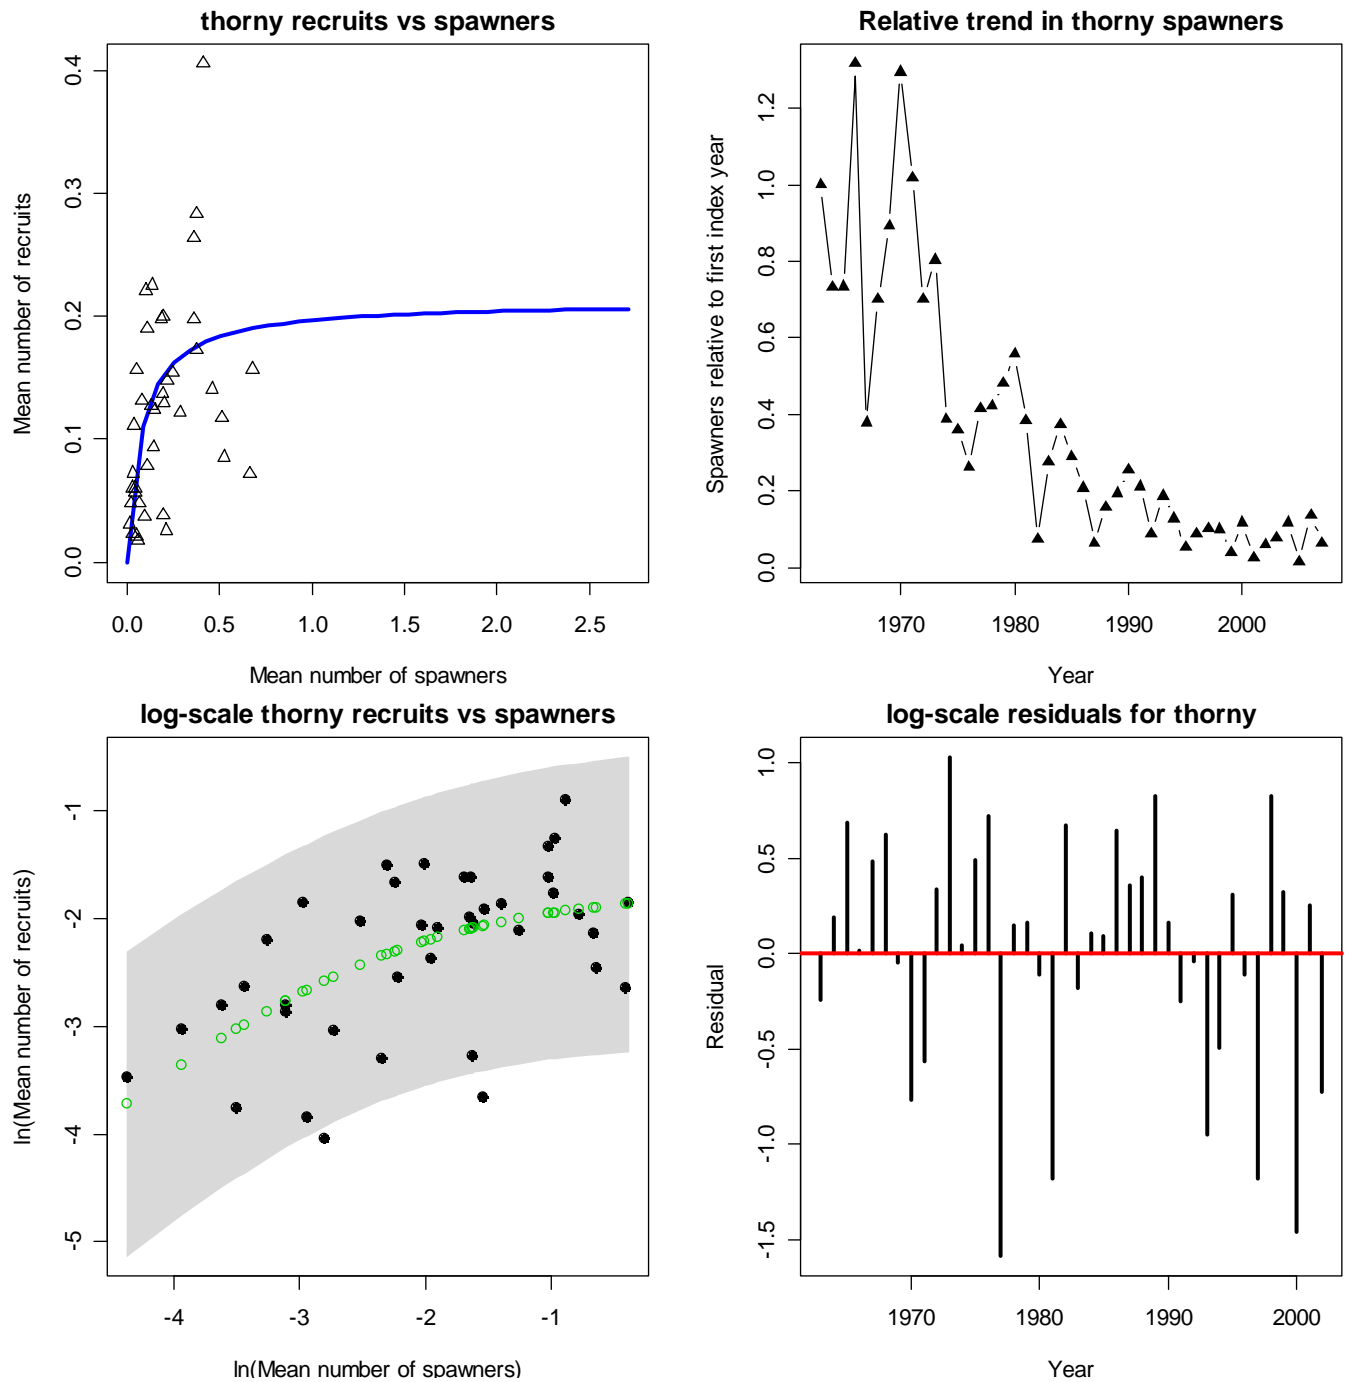 thorny recruits vs spawners
Mean number of recruits
0.4
0.3
0.2
0.1
0.0
0.0 0.5 1.0 1.5 2.0 2.5
Mean number of spawners
Relative trend in thorny spawners
Spawners relative to first index year
1.2
1.0
0.8
0.6
0.4
0.2
0.0
1970 1980 1990 2000
Year
log-scale thorny recruits vs spawners
ln(Mean number of recruits)
-1
-2
-3
-4
-5
-4 -3 -2 -1
ln(Mean number of spawners)
log-scale residuals for thorny
Residual
1.0
0.5
0.0
-0.5
-1.0
-1.5
1970 1980 1990 2000
Year